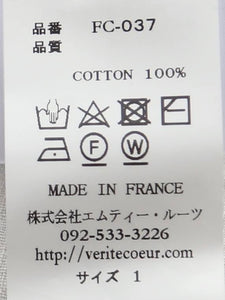 品番 FC-037
品質
COTTON 100%
F W
MADE IN FRANCE
株式会社エムティー・ルーツ
092-533-3226
http://veritecoeur.com/
サイズ 1